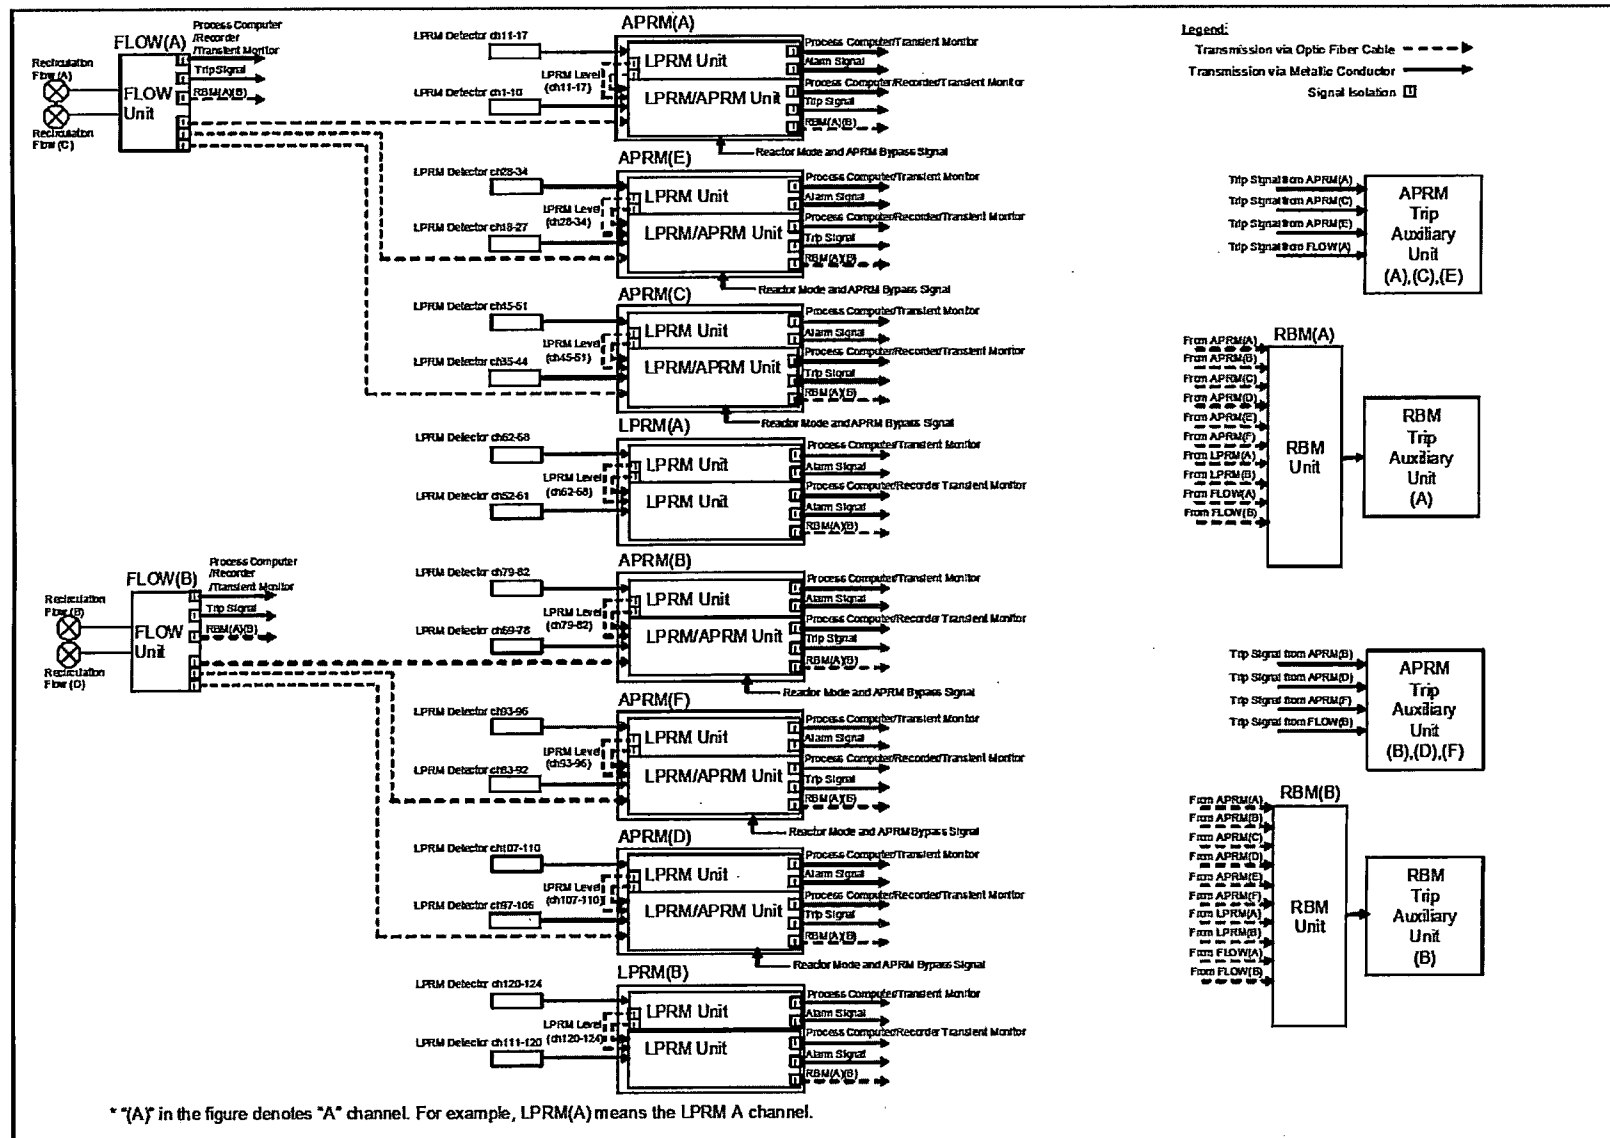 FLOW(A)
Process Computer
/Recorder
/Transient Monitor
Trip Signal
RBM(A)(B)
Recirculation
Flow (A)
FLOW
Unit
Recirculation
Flow (C)
APRM(A)
LPRM Detector ch11-17
LPRM Level
(ch11-17)
LPRM Detector ch1-10
LPRM Unit
LPRM/APRM Unit
Process Computer/Transient Monitor
Alarm Signal
Process Computer/Recorded/Transient Monitor
Trip Signal
RBM(A)(B)
Reactor Mode and APRM Bypass Signal
APRM(E)
LPRM Detector ch28-34
LPRM Level
(ch28-34)
LPRM Detector ch18-27
LPRM Unit
LPRM/APRM Unit
Process Computer/Transient Monitor
Alarm Signal
Process Computer/Recorded/Transient Monitor
Trip Signal
RBM(A)(B)
Reactor Mode and APRM Bypass Signal
APRM(C)
LPRM Detector ch45-51
LPRM Level
(ch45-51)
LPRM Detector ch35-44
LPRM Unit
LPRM/APRM Unit
Process Computer/Transient Monitor
Alarm Signal
Process Computer/Recorded/Transient Monitor
Trip Signal
RBM(A)(B)
Reactor Mode and APRM Bypass Signal
LPRM(A)
LPRM Detector ch62-68
LPRM Level
(ch62-68)
LPRM Detector ch52-61
LPRM Unit
LPRM Unit
Process Computer/Transient Monitor
Alarm Signal
Process Computer/Recorder Transient Monitor
Alarm Signal
RBM(A)(B)
FLOW(B)
Process Computer
/Recorder
/Transient Monitor
Trip Signal
RBM(A)(B)
Recirculation
Flow (B)
FLOW
Unit
Recirculation
Flow (D)
APRM(B)
LPRM Detector ch79-82
LPRM Level
(ch79-82)
LPRM Detector ch69-78
LPRM Unit
LPRM/APRM Unit
Process Computer/Transient Monitor
Alarm Signal
Process Computer/Recorder Transient Monitor
Trip Signal
RBM(A)(B)
Reactor Mode and APRM Bypass Signal
APRM(F)
LPRM Detector ch93-96
LPRM Level
(ch93-96)
LPRM Detector ch83-92
LPRM Unit
LPRM/APRM Unit
Process Computer/Transient Monitor
Alarm Signal
Process Computer/Recorder/Transient Monitor
Trip Signal
RBM(A)(B)
Reactor Mode and APRM Bypass Signal
APRM(D)
LPRM Detector ch107-110
LPRM Level
(ch107-110)
LPRM Detector ch97-106
LPRM Unit
LPRM/APRM Unit
Process Computer/Transient Monitor
Alarm Signal
Process Computer/Recorder/Transient Monitor
Trip Signal
RBM(A)(B)
Reactor Mode and APRM Bypass Signal
LPRM(B)
LPRM Detector ch120-124
LPRM Level
(ch120-124)
LPRM Detector ch111-120
LPRM Unit
LPRM Unit
Process Computer/Transient Monitor
Alarm Signal
Process Computer/Recorder Transient Monitor
Alarm Signal
RBM(A)(B)
Legend:
Transmission via Optic Fiber Cable
Transmission via Metallic Conductor
Signal Isolation I
Trip Signal from APRM(A)
Trip Signal from APRM(C)
Trip Signal from APRM(E)
Trip Signal from FLOW(A)
APRM
Trip
Auxiliary
Unit
(A),(C),(E)
RBM(A)
From APRM(A)
From APRM(B)
From APRM(C)
From APRM(D)
From APRM(E)
From APRM(F)
From LPRM(A)
From LPRM(B)
From FLOW(A)
From FLOW(B)
RBM
Unit
RBM
Trip
Auxiliary
Unit
(A)
Trip Signal from APRM(B)
Trip Signal from APRM(D)
Trip Signal from APRM(F)
Trip Signal from FLOW(B)
APRM
Trip
Auxiliary
Unit
(B),(D),(F)
RBM(B)
From APRM(A)
From APRM(B)
From APRM(C)
From APRM(D)
From APRM(E)
From APRM(F)
From LPRM(A)
From LPRM(B)
From FLOW(A)
From FLOW(B)
RBM
Unit
RBM
Trip
Auxiliary
Unit
(B)
* "(A)" in the figure denotes "A" channel. For example, LPRM(A) means the LPRM A channel.